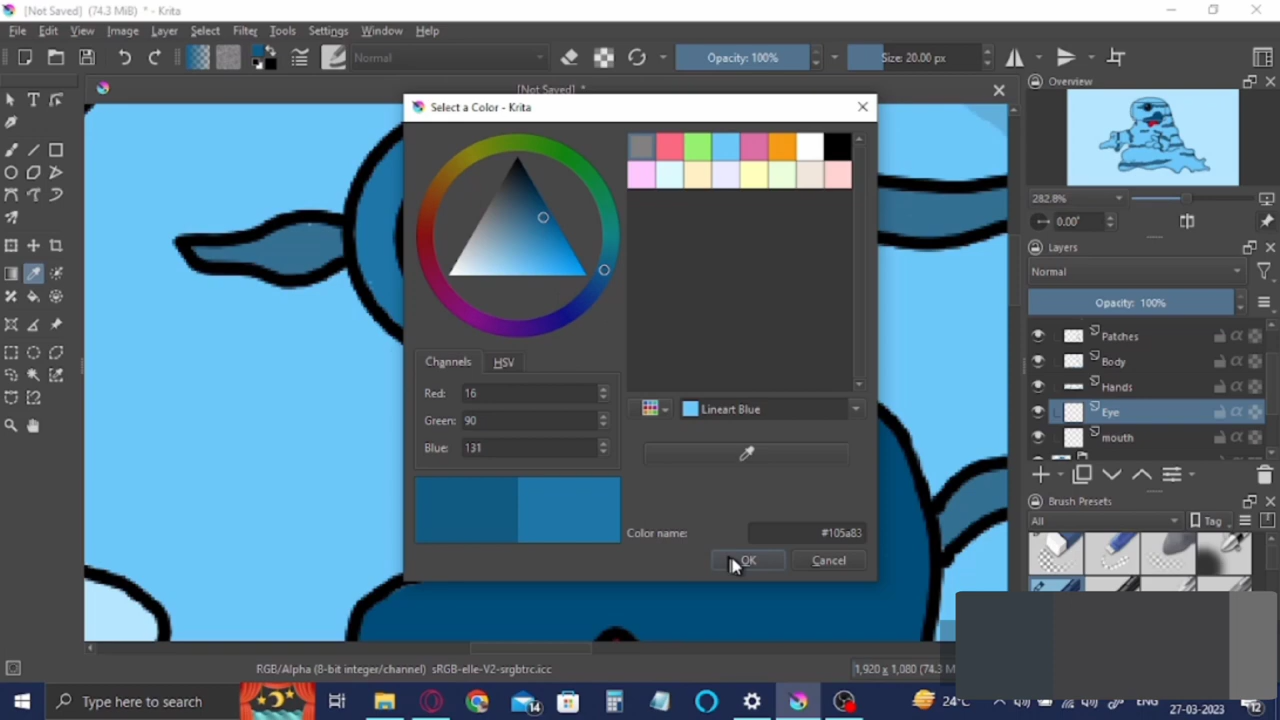 [Not Saved] (74.3 MiB) * - Krita
File Edit View Image Layer Select Filter Tools Settings Window Help
Normal
Opacity: 100%
Size: 20.00 px
[Not Saved] *
Overview
Select a Color - Krita
282.8%
0.00°
Layers
Normal
Opacity: 100%
Patches
Body
Hands
Eye
mouth
Channels HSV
Red: 16
Green: 90
Blue: 131
Lineart Blue
Color name: #105a83
OK Cancel
Brush Presets
All Tag
RGB/Alpha (8-bit integer/channel) sRGB-elle-V2-srgbtrc.icc
1,920 x 1,080 (74.3 M
Type here to search
14
24°C
ENG
27-03-2023
12